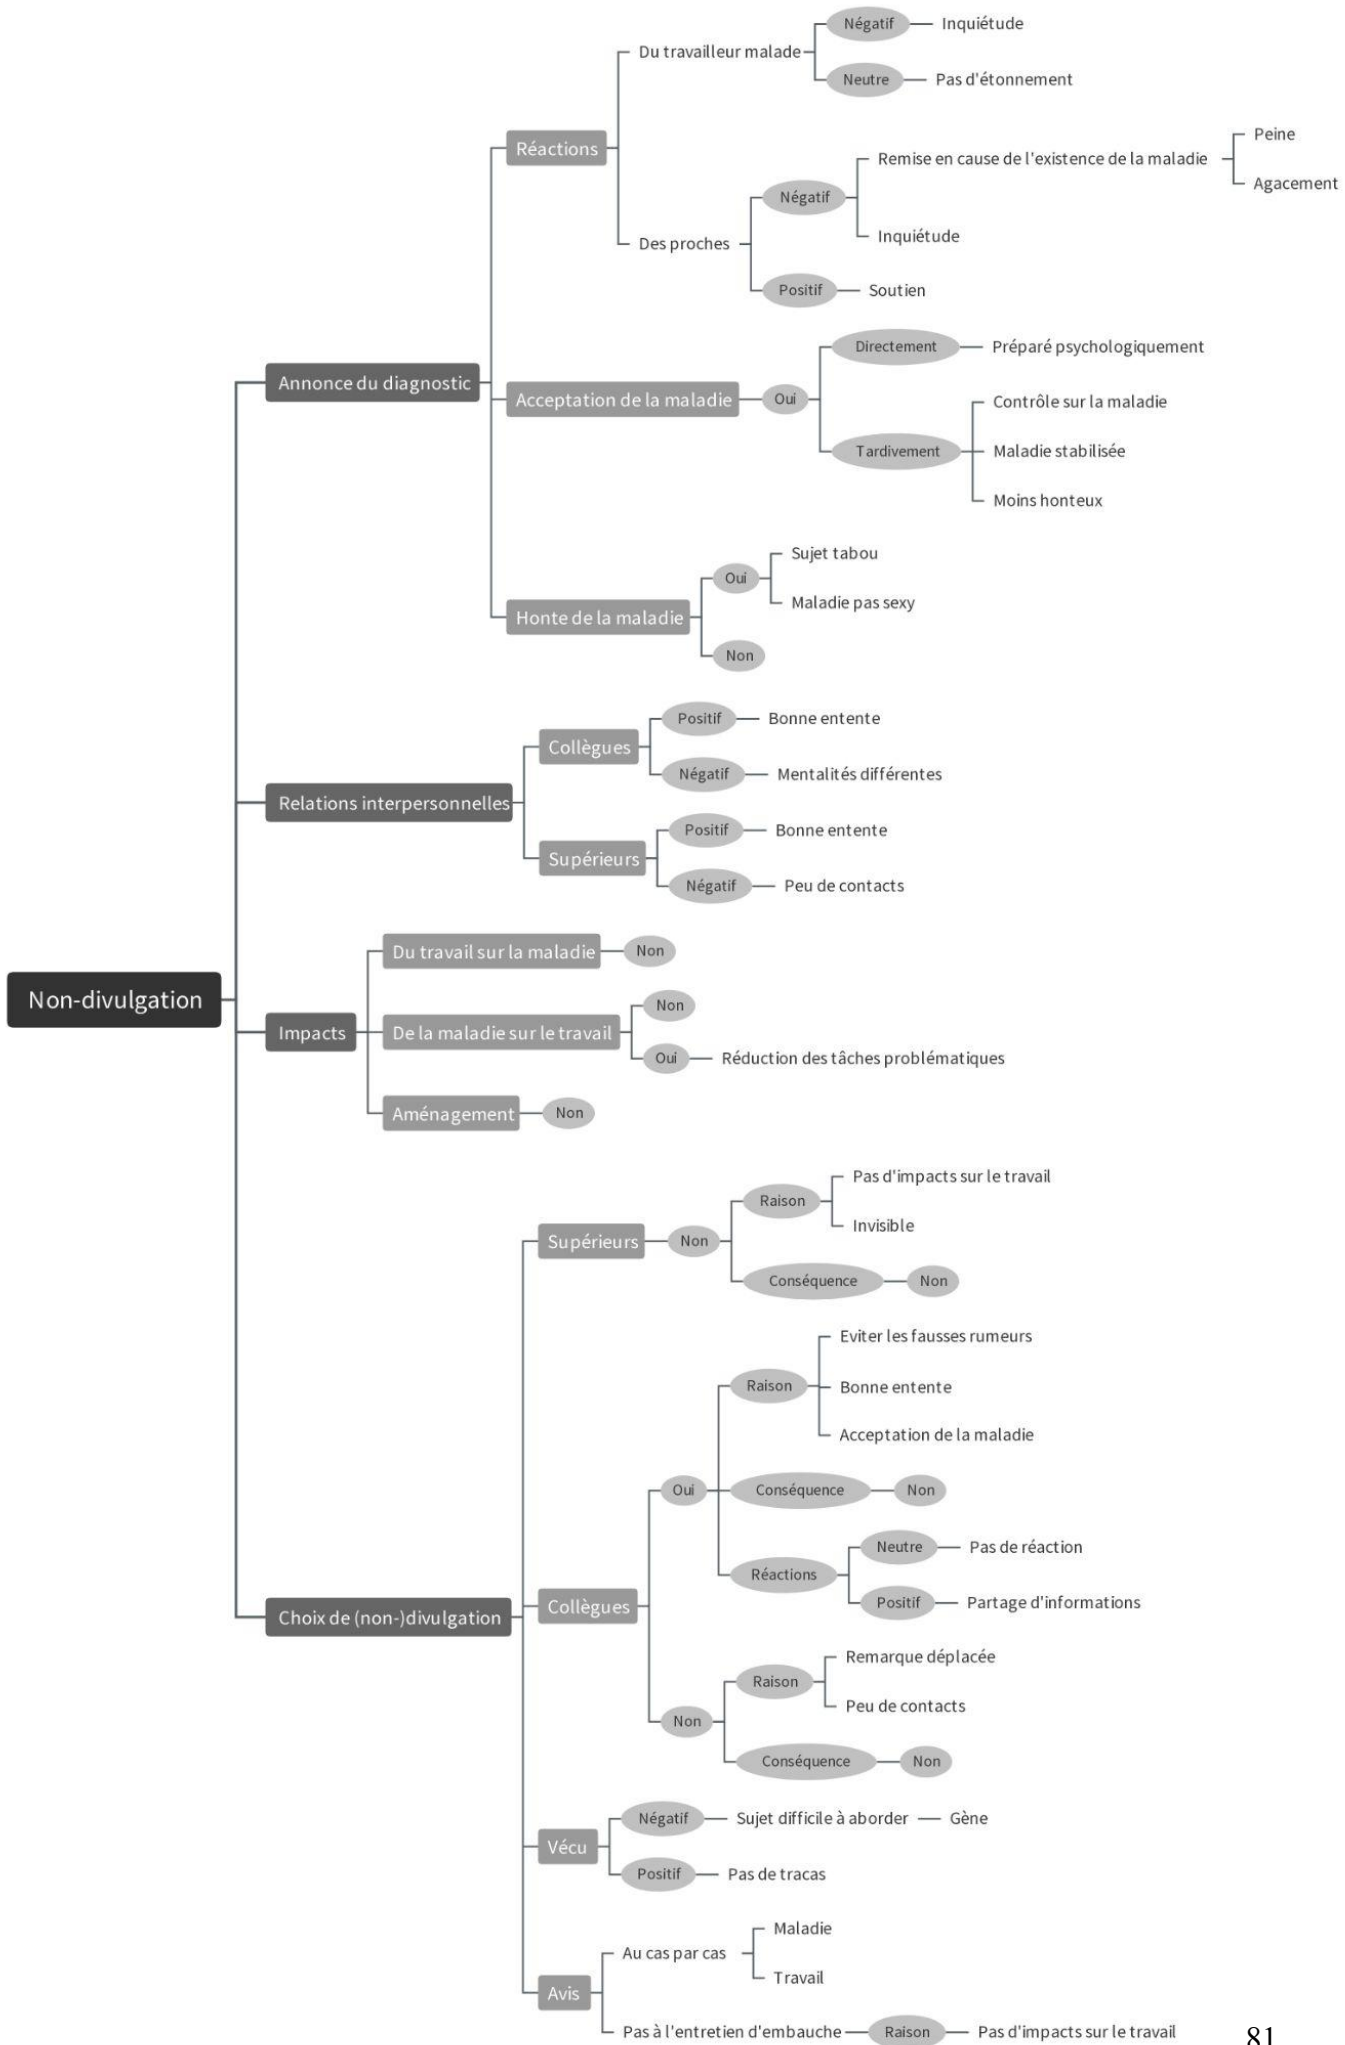 Négatif
Inquiétude
Du travailleur malade
Neutre
Pas d'étonnement
Réactions
Peine
Remise en cause de l'existence de la maladie
Agacement
Négatif
Inquiétude
Des proches
Positif
Soutien
Annonce du diagnostic
Directement
Préparé psychologiquement
Acceptation de la maladie
Oui
Contrôle sur la maladie
Tardivement
Maladie stabilisée
Moins honteux
Sujet tabou
Oui
Maladie pas sexy
Honte de la maladie
Non
Positif
Bonne entente
Collègues
Négatif
Mentalités différentes
Relations interpersonnelles
Positif
Bonne entente
Supérieurs
Négatif
Peu de contacts
Du travail sur la maladie
Non
Non-divulgation
Impacts
Non
De la maladie sur le travail
Oui
Réduction des tâches problématiques
Aménagement
Non
Pas d'impacts sur le travail
Raison
Invisible
Supérieurs
Non
Conséquence
Non
Eviter les fausses rumeurs
Raison
Bonne entente
Acceptation de la maladie
Oui
Conséquence
Non
Neutre
Pas de réaction
Réactions
Positif
Partage d'informations
Choix de (non-)divulgation
Collègues
Remarque déplacée
Raison
Peu de contacts
Non
Conséquence
Non
Négatif
Sujet difficile à aborder
Gène
Vécu
Positif
Pas de tracas
Maladie
Au cas par cas
Travail
Avis
Pas à l'entretien d'embauche
Raison
Pas d'impacts sur le travail
81